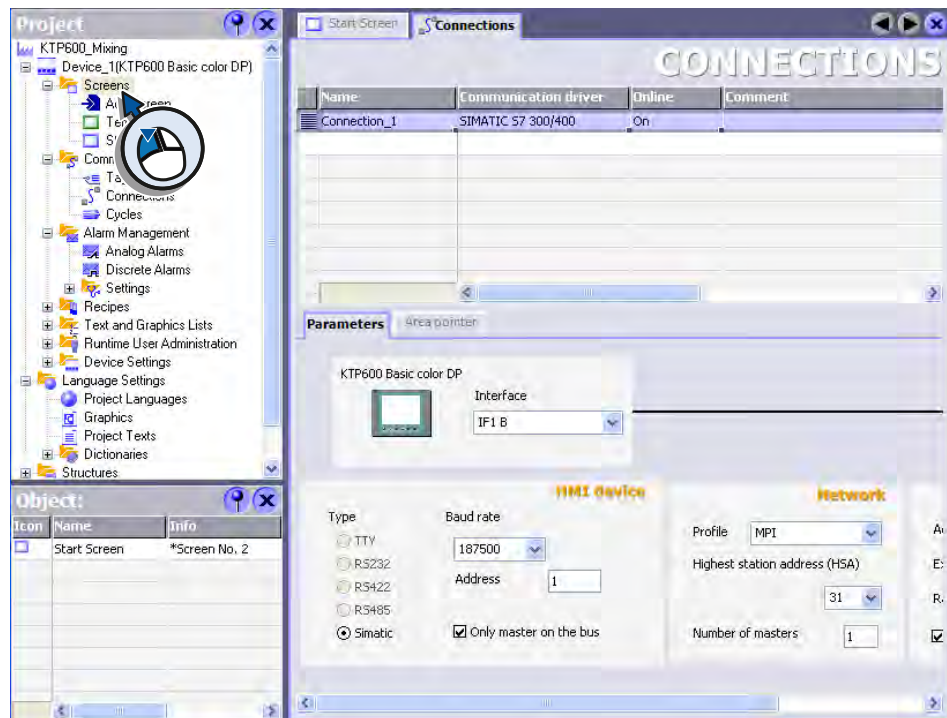 Project
KTP600_Mixing
Device_1(KTP600 Basic color DP)
Screens
Tem
S
Comm
Tag
Connections
Cycles
Alarm Management
Analog Alarms
Discrete Alarms
Settings
Recipes
Text and Graphics Lists
Runtime User Administration
Device Settings
Language Settings
Project Languages
Graphics
Project Texts
Dictionaries
Structures
Object:
Icon Name Info
Start Screen *Screen No. 2
Start Screen Connections
CONNECTIONS
Name Communication driver Online Comment
Connection_1 SIMATIC S7 300/400 On
Parameters Area pointer
KTP600 Basic color DP
Interface
IF1 B
HMI device
Type Baud rate
TTY
187500
RS232
Address 1
RS422
RS485
Simatic Only master on the bus
Network
Profile MPI
Highest station address (HSA)
31
Number of masters 1